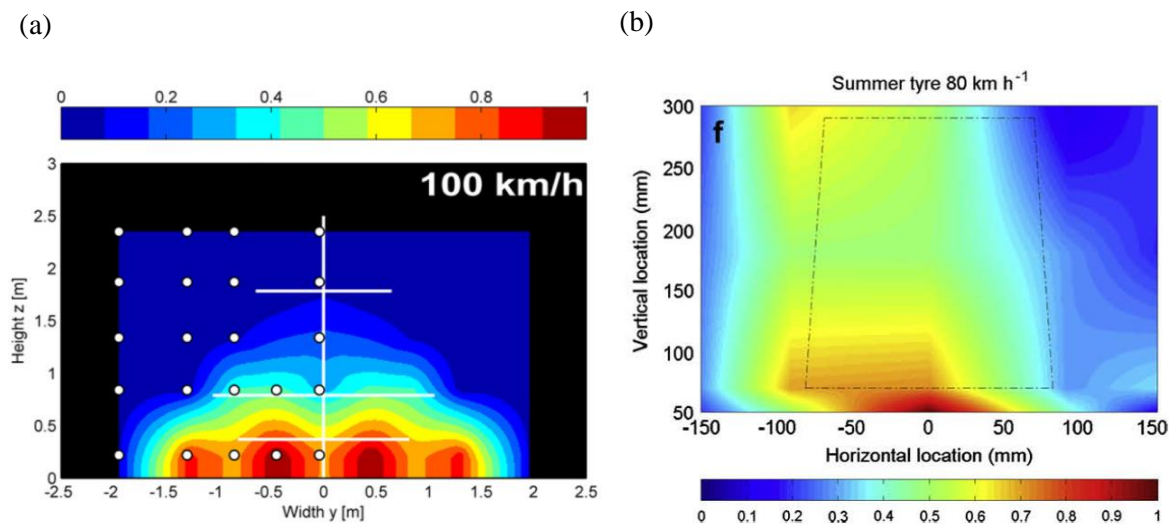 (a)
(b)
0 0.2 0.4 0.6 0.8 1
100 km/h
3
2.5
2
1.5
1
0.5
0
Height z [m]
-2.5 -2 -1.5 -1 -0.5 0 0.5 1 1.5 2 2.5
Width y [m]
Summer tyre 80 km h-1
f
300
250
200
150
100
50
Vertical location (mm)
-150 -100 -50 0 50 100 150
Horizontal location (mm)
0 0.1 0.2 0.3 0.4 0.5 0.6 0.7 0.8 0.9 1